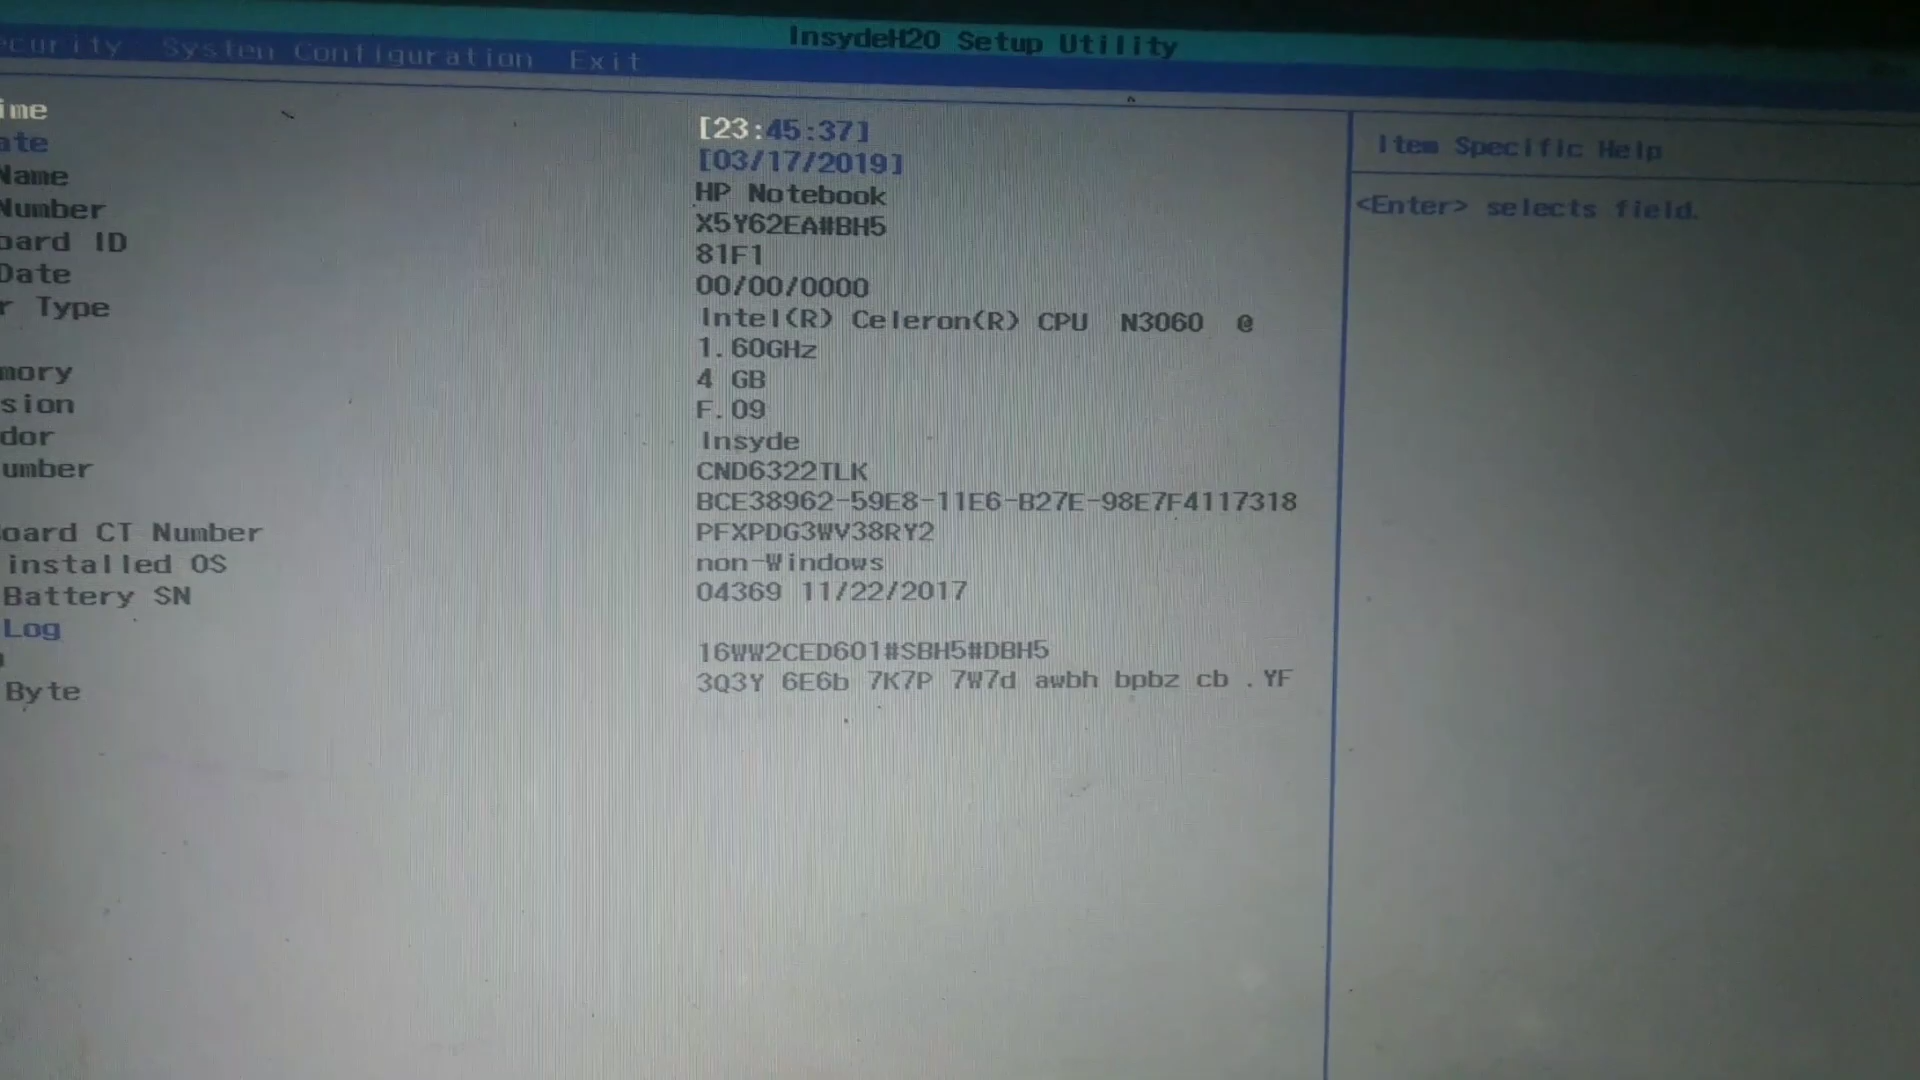 InsydeH20 Setup Utility
ecurity System Configuration Exit
ime [23:45:37]
ate [03/17/2019]
Name HP Notebook
Number X5Y62EA#BH5
oard ID 81F1
Date 00/00/0000
r Type Intel(R) Celeron(R) CPU N3060 @
1.60GHz
mory 4 GB
sion F.09
dor Insyde
umber CND6322TLK
BCE38962-59E8-11E6-B27E-98E7F4117318
oard CT Number PFXPDG3WV38RY2
installed OS non-Windows
Battery SN 04369 11/22/2017
Log
16WW2CED601#SBH5#DBH5
Byte 3Q3Y 6E6b 7K7P 7W7d awbh bpbz cb .YF
Item Specific Help
<Enter> selects field.